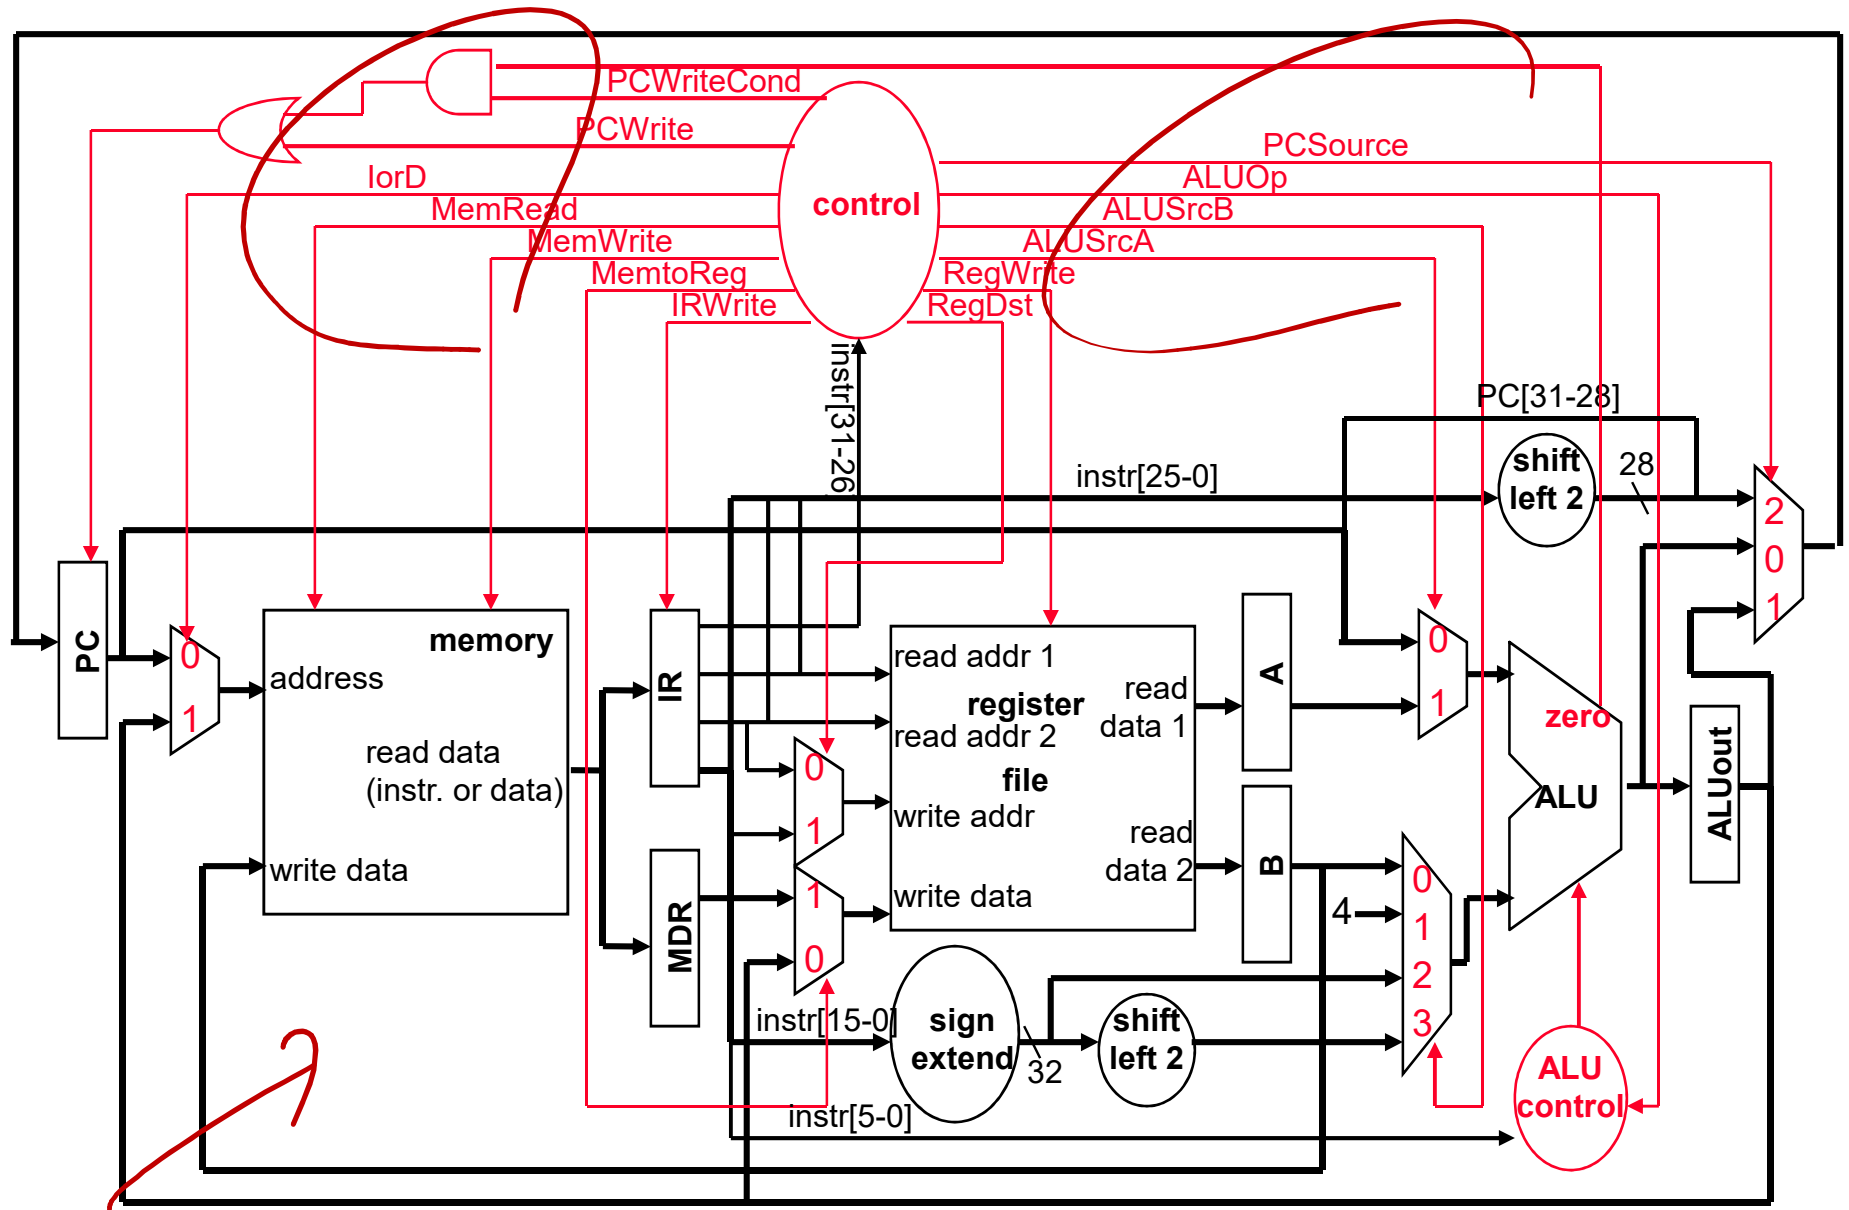 PCWriteCond
PCWrite
PCSource
IorD
ALUOp
MemRead
control
ALUSrcB
MemWrite
ALUSrcA
MemtoReg
RegWrite
IRWrite
RegDst
instr[31-26]
PC[31-28]
instr[25-0]
shift
left 2
28
2
0
1
PC
0
1
memory
address
read data
(instr. or data)
write data
IR
MDR
0
1
1
0
read addr 1
register
read addr 2
file
write addr
write data
read
data 1
read
data 2
A
B
0
1
4
0
1
2
3
zero
ALU
ALUout
instr[15-0]
sign
extend
32
shift
left 2
instr[5-0]
ALU
control